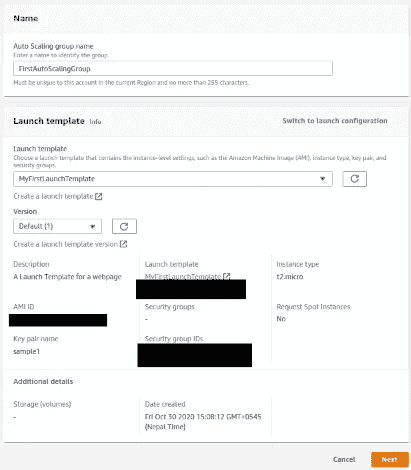 Name
Auto Scaling group name
Enter a name to identify the group.
FirstAutoScalingGroup
Must be unique to this account in the current Region and no more than 255 characters.
Launch template Info
Switch to launch configuration
Launch template
Choose a launch template that contains the instance-level settings, such as the Amazon Machine Image (AMI), instance type, key pair, and
security groups.
MyFirstLaunchTemplate
Create a launch template
Version
Default (1)
Create a launch template version
Description
A Launch Template for a webpage
Launch template
MyFirstLaunchTemplate
Instance type
t2.micro
AMI ID
Security groups
-
Request Spot Instances
No
Key pair name
sample1
Security group IDs
Additional details
Storage (volumes)
-
Date created
Fri Oct 30 2020 15:08:12 GMT+0545
(Nepal Time)
Cancel
Next